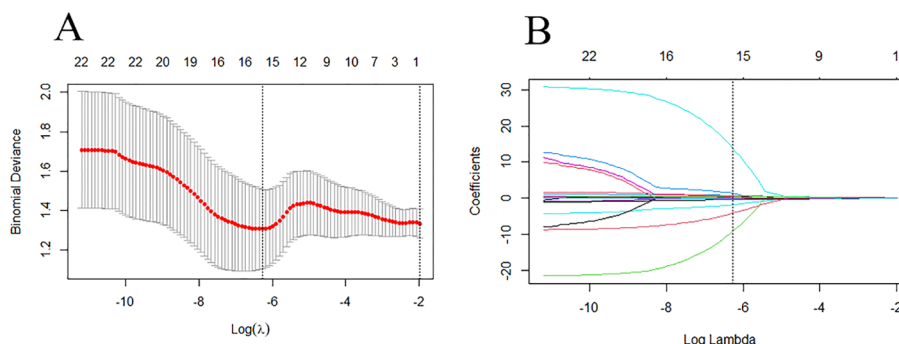 A
22 22 22 20 19 16 16 15 12 9 10 7 3 1
Binomial Deviance
2.0
1.8
1.6
1.4
1.2
-10 -8 -6 -4 -2
Log(λ)
B
22 16 15 9 1
Coefficients
30
20
10
0
-10
-20
-10 -8 -6 -4 -2
Log Lambda